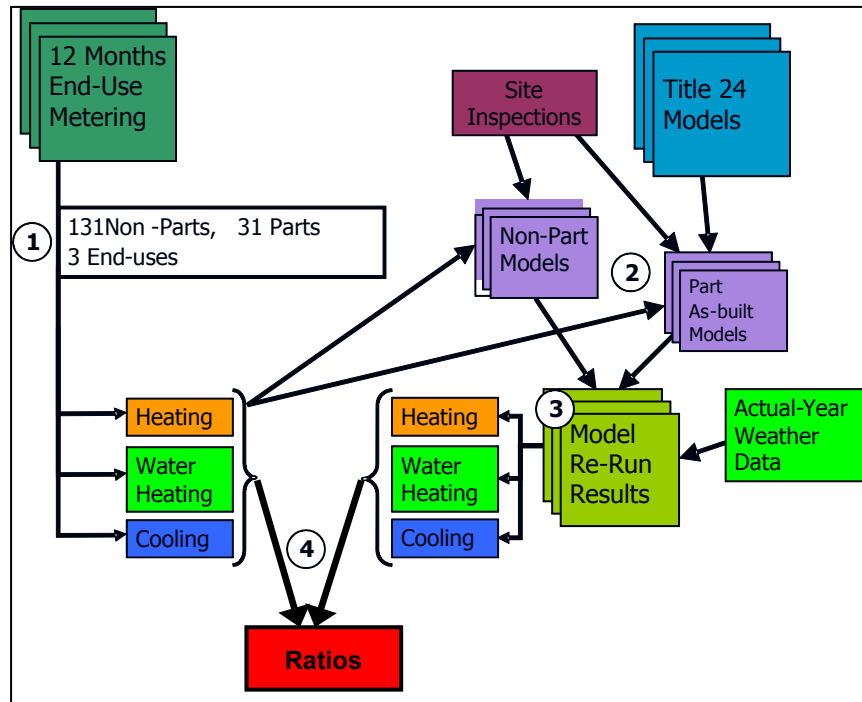 12 Months
End-Use
Metering
Site
Inspections
Title 24
Models
1
131Non -Parts, 31 Parts
3 End-uses
Non-Part
Models
2
Part
As-built
Models
Heating
Water
Heating
Cooling
Heating
Water
Heating
Cooling
3
Model
Re-Run
Results
Actual-Year
Weather
Data
4
Ratios